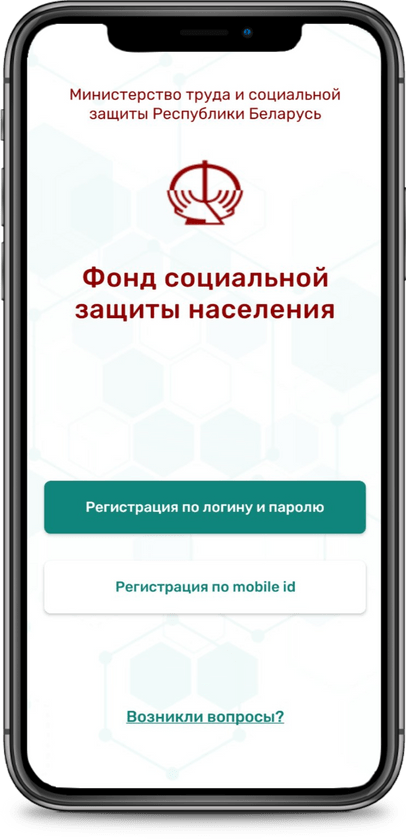 Министерство труда и социальной
защиты Республики Беларусь
Фонд социальной
защиты населения
Регистрация по логину и паролю
Регистрация по mobile id
Возникли вопросы?